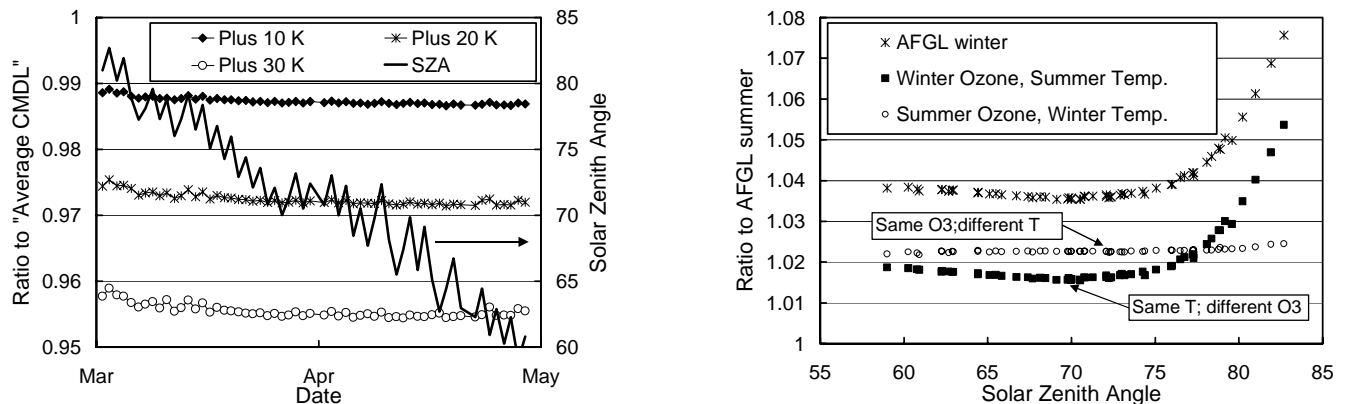 1
0.99
0.98
0.97
0.96
0.95
Ratio to "Average CMDL"
Plus 10 K
Plus 20 K
Plus 30 K
SZA
85
80
75
70
65
60
Solar Zenith Angle
Mar
Apr
May
Date
1.08
1.07
1.06
1.05
1.04
1.03
1.02
1.01
1
Ratio to AFGL summer
AFGL winter
Winter Ozone, Summer Temp.
Summer Ozone, Winter Temp.
Same O3;different T
Same T; different O3
55
60
65
70
75
80
85
Solar Zenith Angle